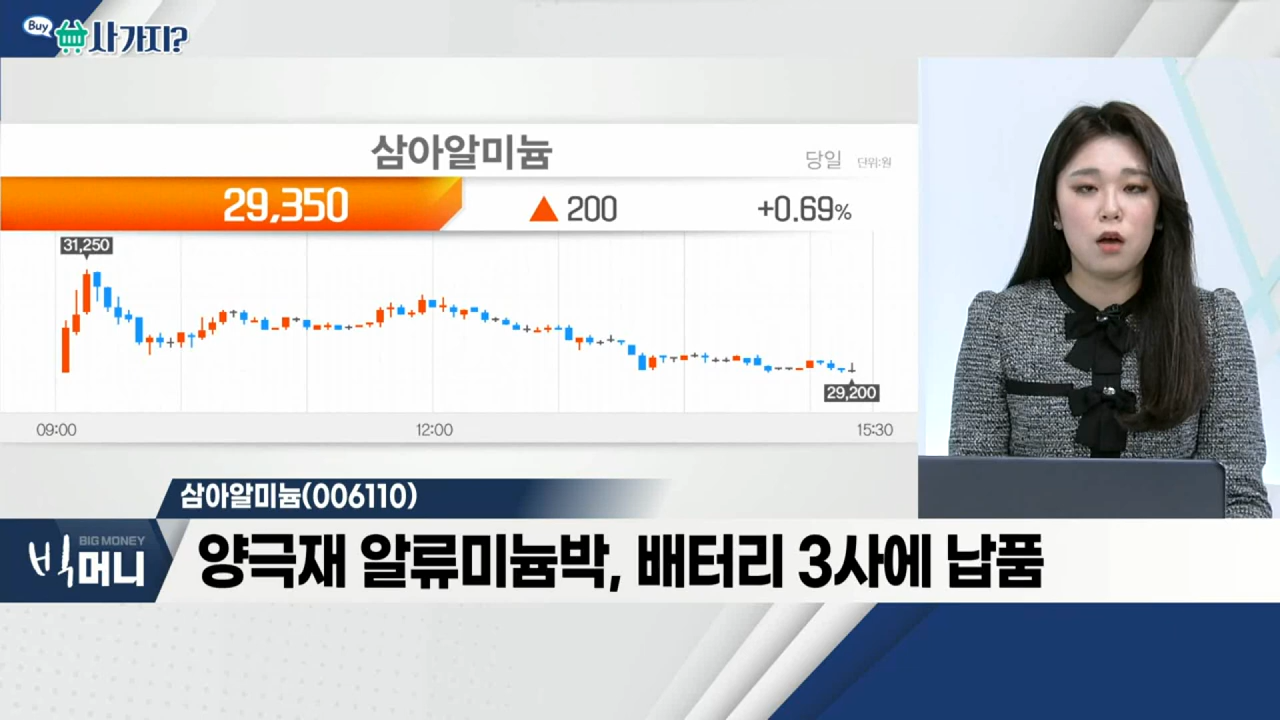 Buy 사가지?
삼아알미늄
당일 단위:원
29,350 ▲ 200 +0.69%
31,250
29,200
09:00 12:00 15:30
삼아알미늄(006110)
BIG MONEY
빅머니
양극재 알류미늄박, 배터리 3사에 납품